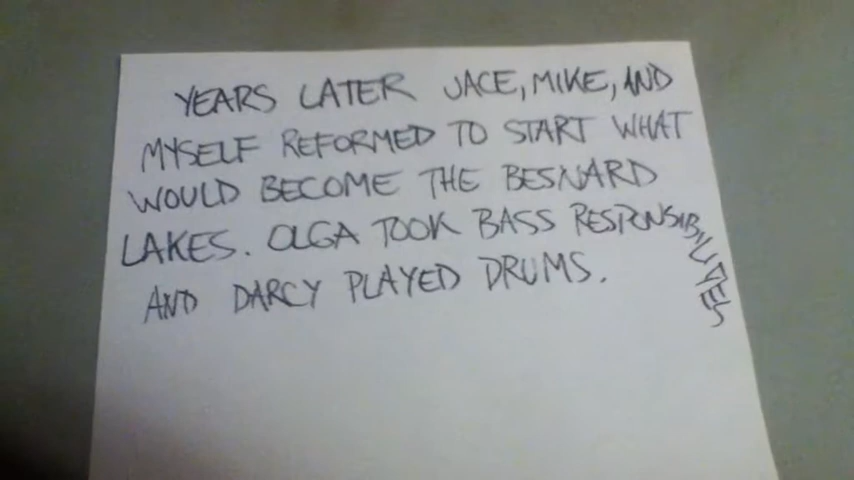 YEARS LATER JACE, MIKE, AND
MYSELF REFORMED TO START WHAT
WOULD BECOME THE BESNARD
LAKES. OLGA TOOK BASS RESPONSIBILITIES
AND DARCY PLAYED DRUMS.